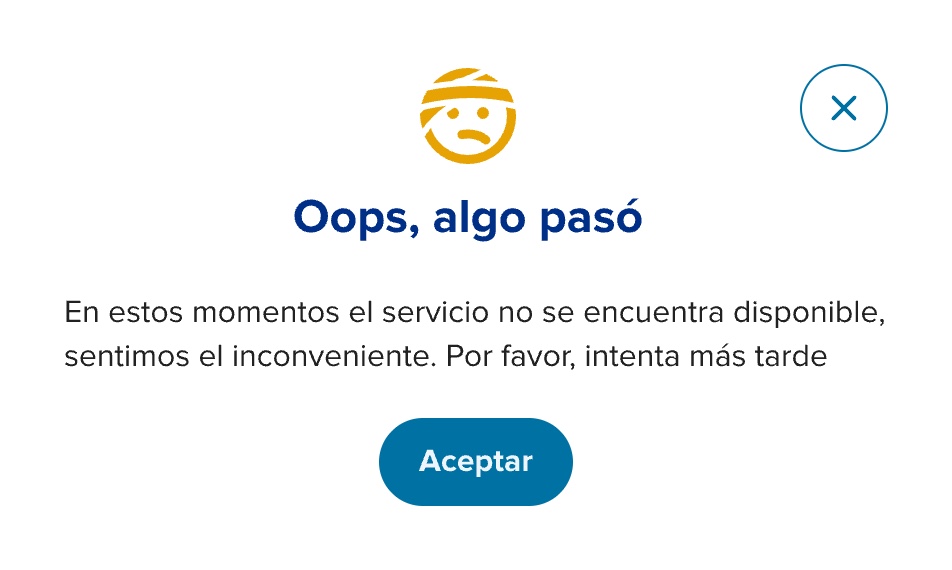 Oops, algo pasó
En estos momentos el servicio no se encuentra disponible,
sentimos el inconveniente. Por favor, intenta más tarde
Aceptar